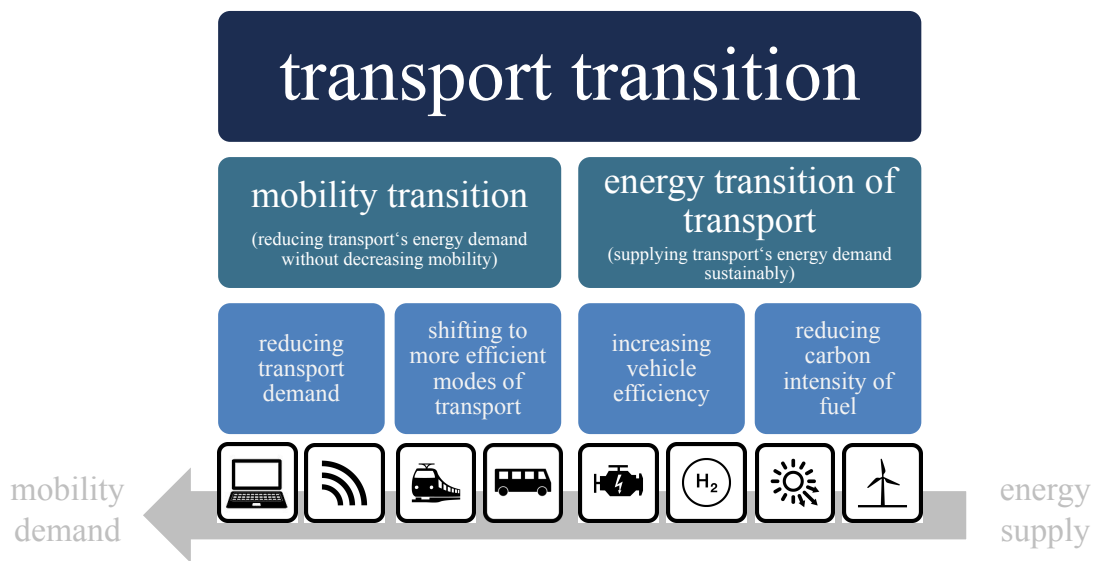 transport transition
mobility transition
(reducing transport‘s energy demand
without decreasing mobility)
energy transition of
transport
(supplying transport‘s energy demand
sustainably)
reducing
transport
demand
shifting to
more efficient
modes of
transport
increasing
vehicle
efficiency
reducing
carbon
intensity of
fuel
H₂
mobility
demand
energy
supply